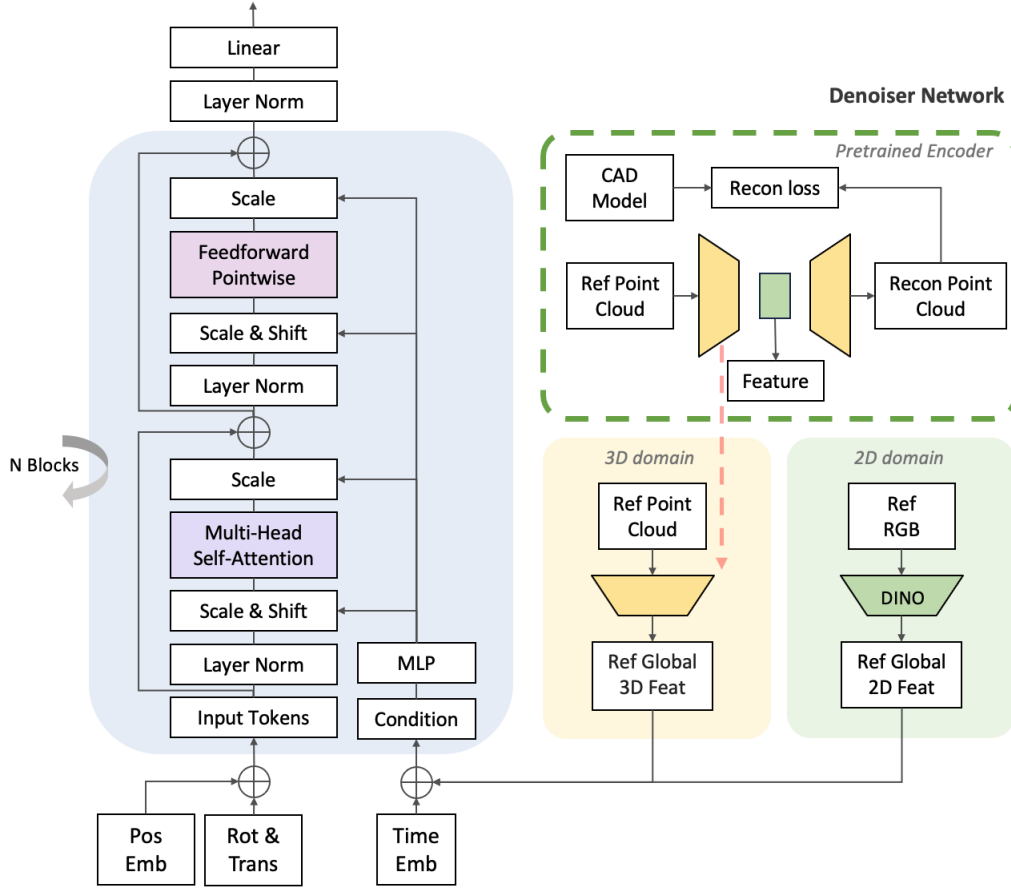 Linear
Layer Norm
Scale
Feedforward
Pointwise
Scale & Shift
Layer Norm
N Blocks
Scale
Multi-Head
Self-Attention
Scale & Shift
Layer Norm
Input Tokens
MLP
Condition
Pos
Emb
Rot &
Trans
Time
Emb
Denoiser Network
Pretrained Encoder
CAD
Model
Recon loss
Ref Point
Cloud
Recon Point
Cloud
Feature
3D domain
Ref Point
Cloud
Ref Global
3D Feat
2D domain
Ref
RGB
DINO
Ref Global
2D Feat